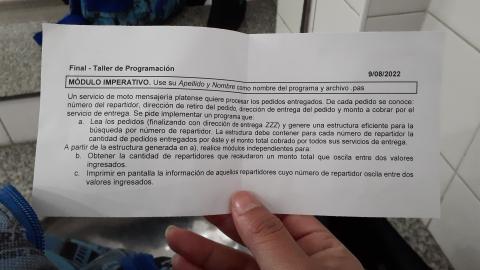 Final - Taller de Programación
9/08/2022
MÓDULO IMPERATIVO. Use su Apellido y Nombre como nombre del programa y archivo .pas
Un servicio de moto mensajería platense quiere procesar los pedidos entregados. De cada pedido se conoce:
número del repartidor, dirección de retiro del pedido, dirección de entrega del pedido y monto a cobrar por
el servicio de entrega. Se pide implementar un programa que:
a. Lea los pedidos (finalizando con dirección de entrega ZZZ) y genere una estructura eficiente para la
búsqueda por número de repartidor. La estructura debe contener para cada número de repartidor la
cantidad de pedidos entregados por éste y el monto total cobrado por todos sus servicios de entrega.
A partir de la estructura generada en a), realice módulos independientes para:
b. Obtener la cantidad de repartidores que recaudaron un monto total que oscila entre dos valores
ingresados.
c. Imprimir en pantalla la información de aquellos repartidores cuyo número de repartidor oscila entre dos
valores ingresados.